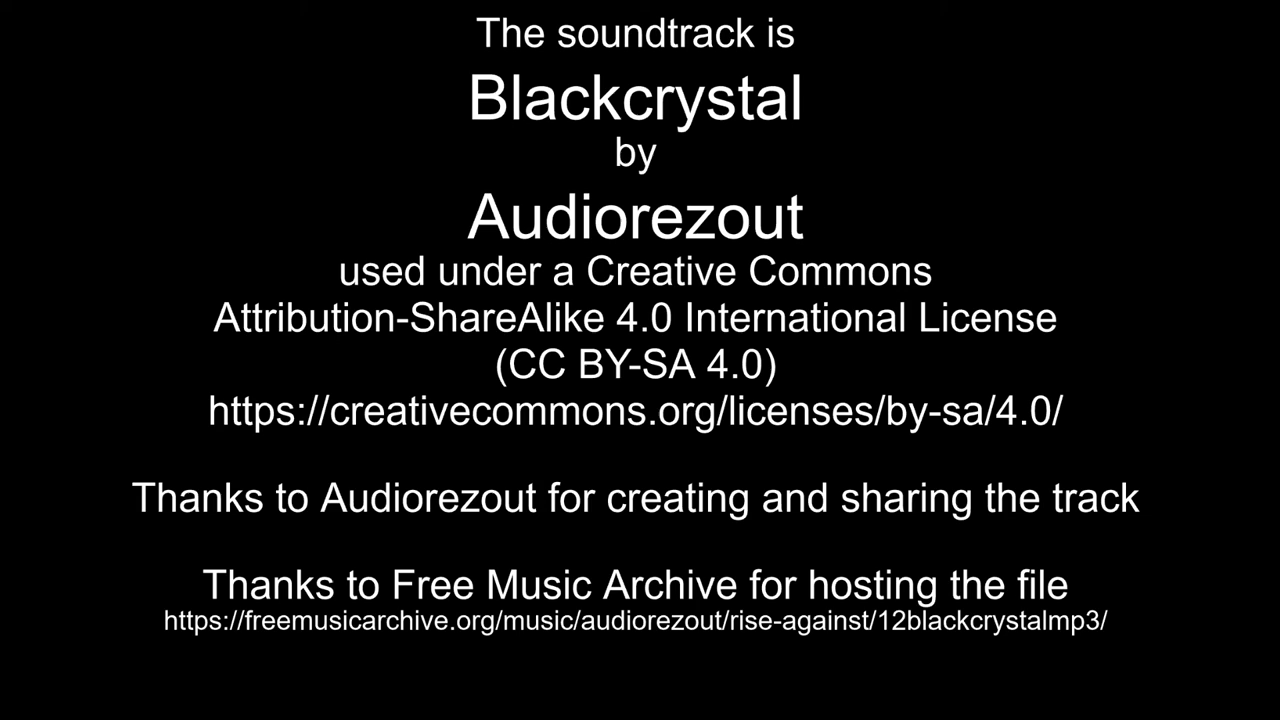 The soundtrack is
Blackcrystal
by
Audiorezout
used under a Creative Commons
Attribution-ShareAlike 4.0 International License
(CC BY-SA 4.0)
https://creativecommons.org/licenses/by-sa/4.0/
Thanks to Audiorezout for creating and sharing the track
Thanks to Free Music Archive for hosting the file
https://freemusicarchive.org/music/audiorezout/rise-against/12blackcrystalmp3/